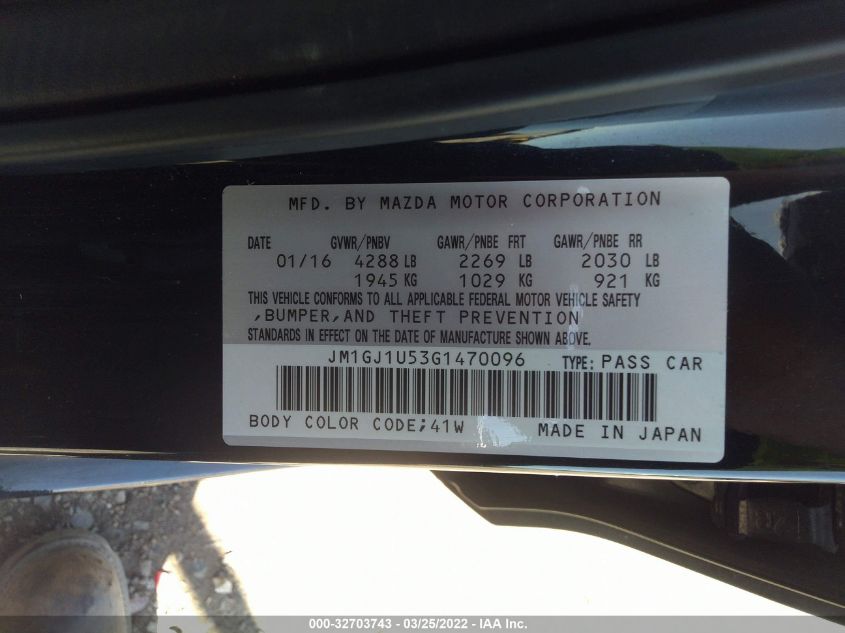 MFD. BY MAZDA MOTOR CORPORATION
DATE GVWR/PNBV GAWR/PNBE FRT GAWR/PNBE RR
01/16 4288 LB 2269 LB 2030 LB
1945 KG 1029 KG 921 KG
THIS VEHICLE CONFORMS TO ALL APPLICABLE FEDERAL MOTOR VEHICLE SAFETY
,BUMPER,AND THEFT PREVENTION
STANDARDS IN EFFECT ON THE DATE OF MANUFACTURE SHOWN ABOVE.
JM1GJ1U53G1470096 TYPE: PASS CAR
BODY COLOR CODE;41W MADE IN JAPAN
000-32703743 - 03/25/2022 - IAA Inc.